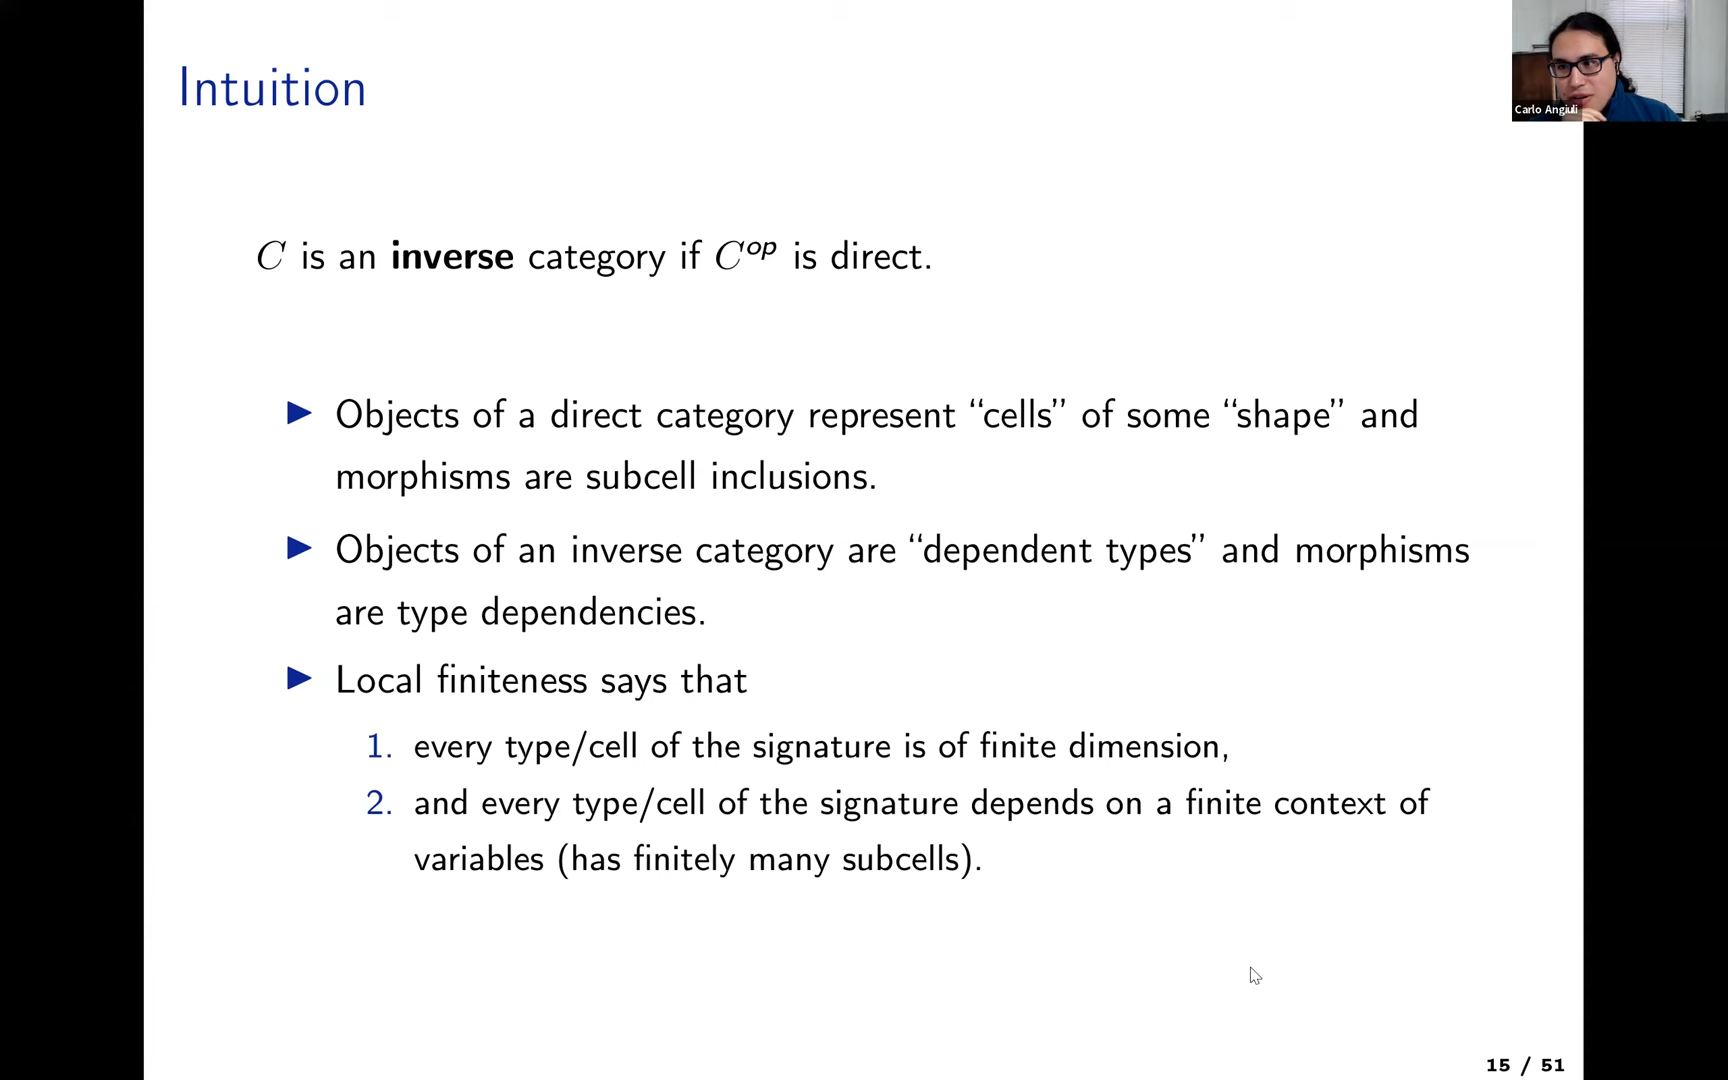 Intuition
Carlo Angiuli
C is an inverse category if C^{op} is direct.
▶ Objects of a direct category represent “cells” of some “shape” and
morphisms are subcell inclusions.
▶ Objects of an inverse category are “dependent types” and morphisms
are type dependencies.
▶ Local finiteness says that
1. every type/cell of the signature is of finite dimension,
2. and every type/cell of the signature depends on a finite context of
variables (has finitely many subcells).
15 / 51